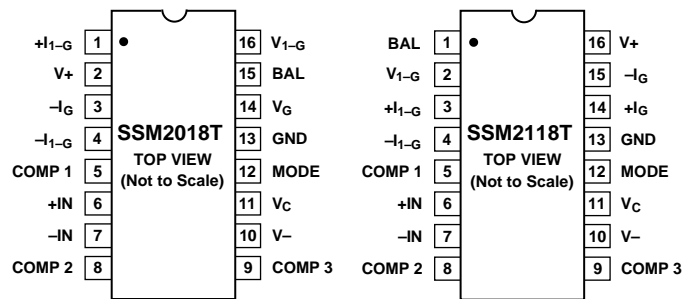 +I1–G 1 16 V1–G
V+ 2 15 BAL
–IG 3 14 VG
–I1–G 4 13 GND
COMP 1 5 12 MODE
+IN 6 11 VC
–IN 7 10 V–
COMP 2 8 9 COMP 3
SSM2018T
TOP VIEW
(Not to Scale)
BAL 1 16 V+
V1–G 2 15 –IG
+I1–G 3 14 +IG
–I1–G 4 13 GND
COMP 1 5 12 MODE
+IN 6 11 VC
–IN 7 10 V–
COMP 2 8 9 COMP 3
SSM2118T
TOP VIEW
(Not to Scale)